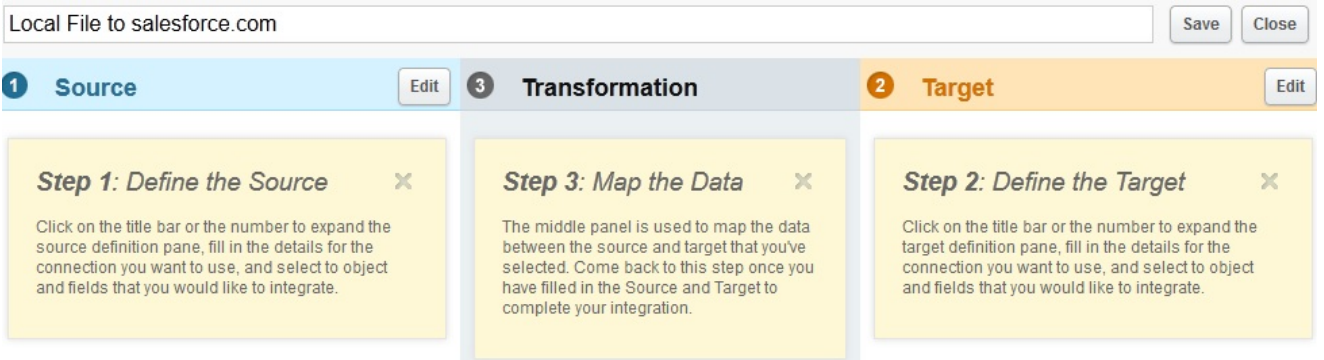 Local File to salesforce.com
Save
Close
1
Source
Edit
3
Transformation
2
Target
Edit
Step 1: Define the Source
Click on the title bar or the number to expand the
source definition pane, fill in the details for the
connection you want to use, and select to object
and fields that you would like to integrate.
Step 3: Map the Data
The middle panel is used to map the data
between the source and target that you've
selected. Come back to this step once you
have filled in the Source and Target to
complete your integration.
Step 2: Define the Target
Click on the title bar or the number to expand the
target definition pane, fill in the details for the
connection you want to use, and select to object
and fields that you would like to integrate.